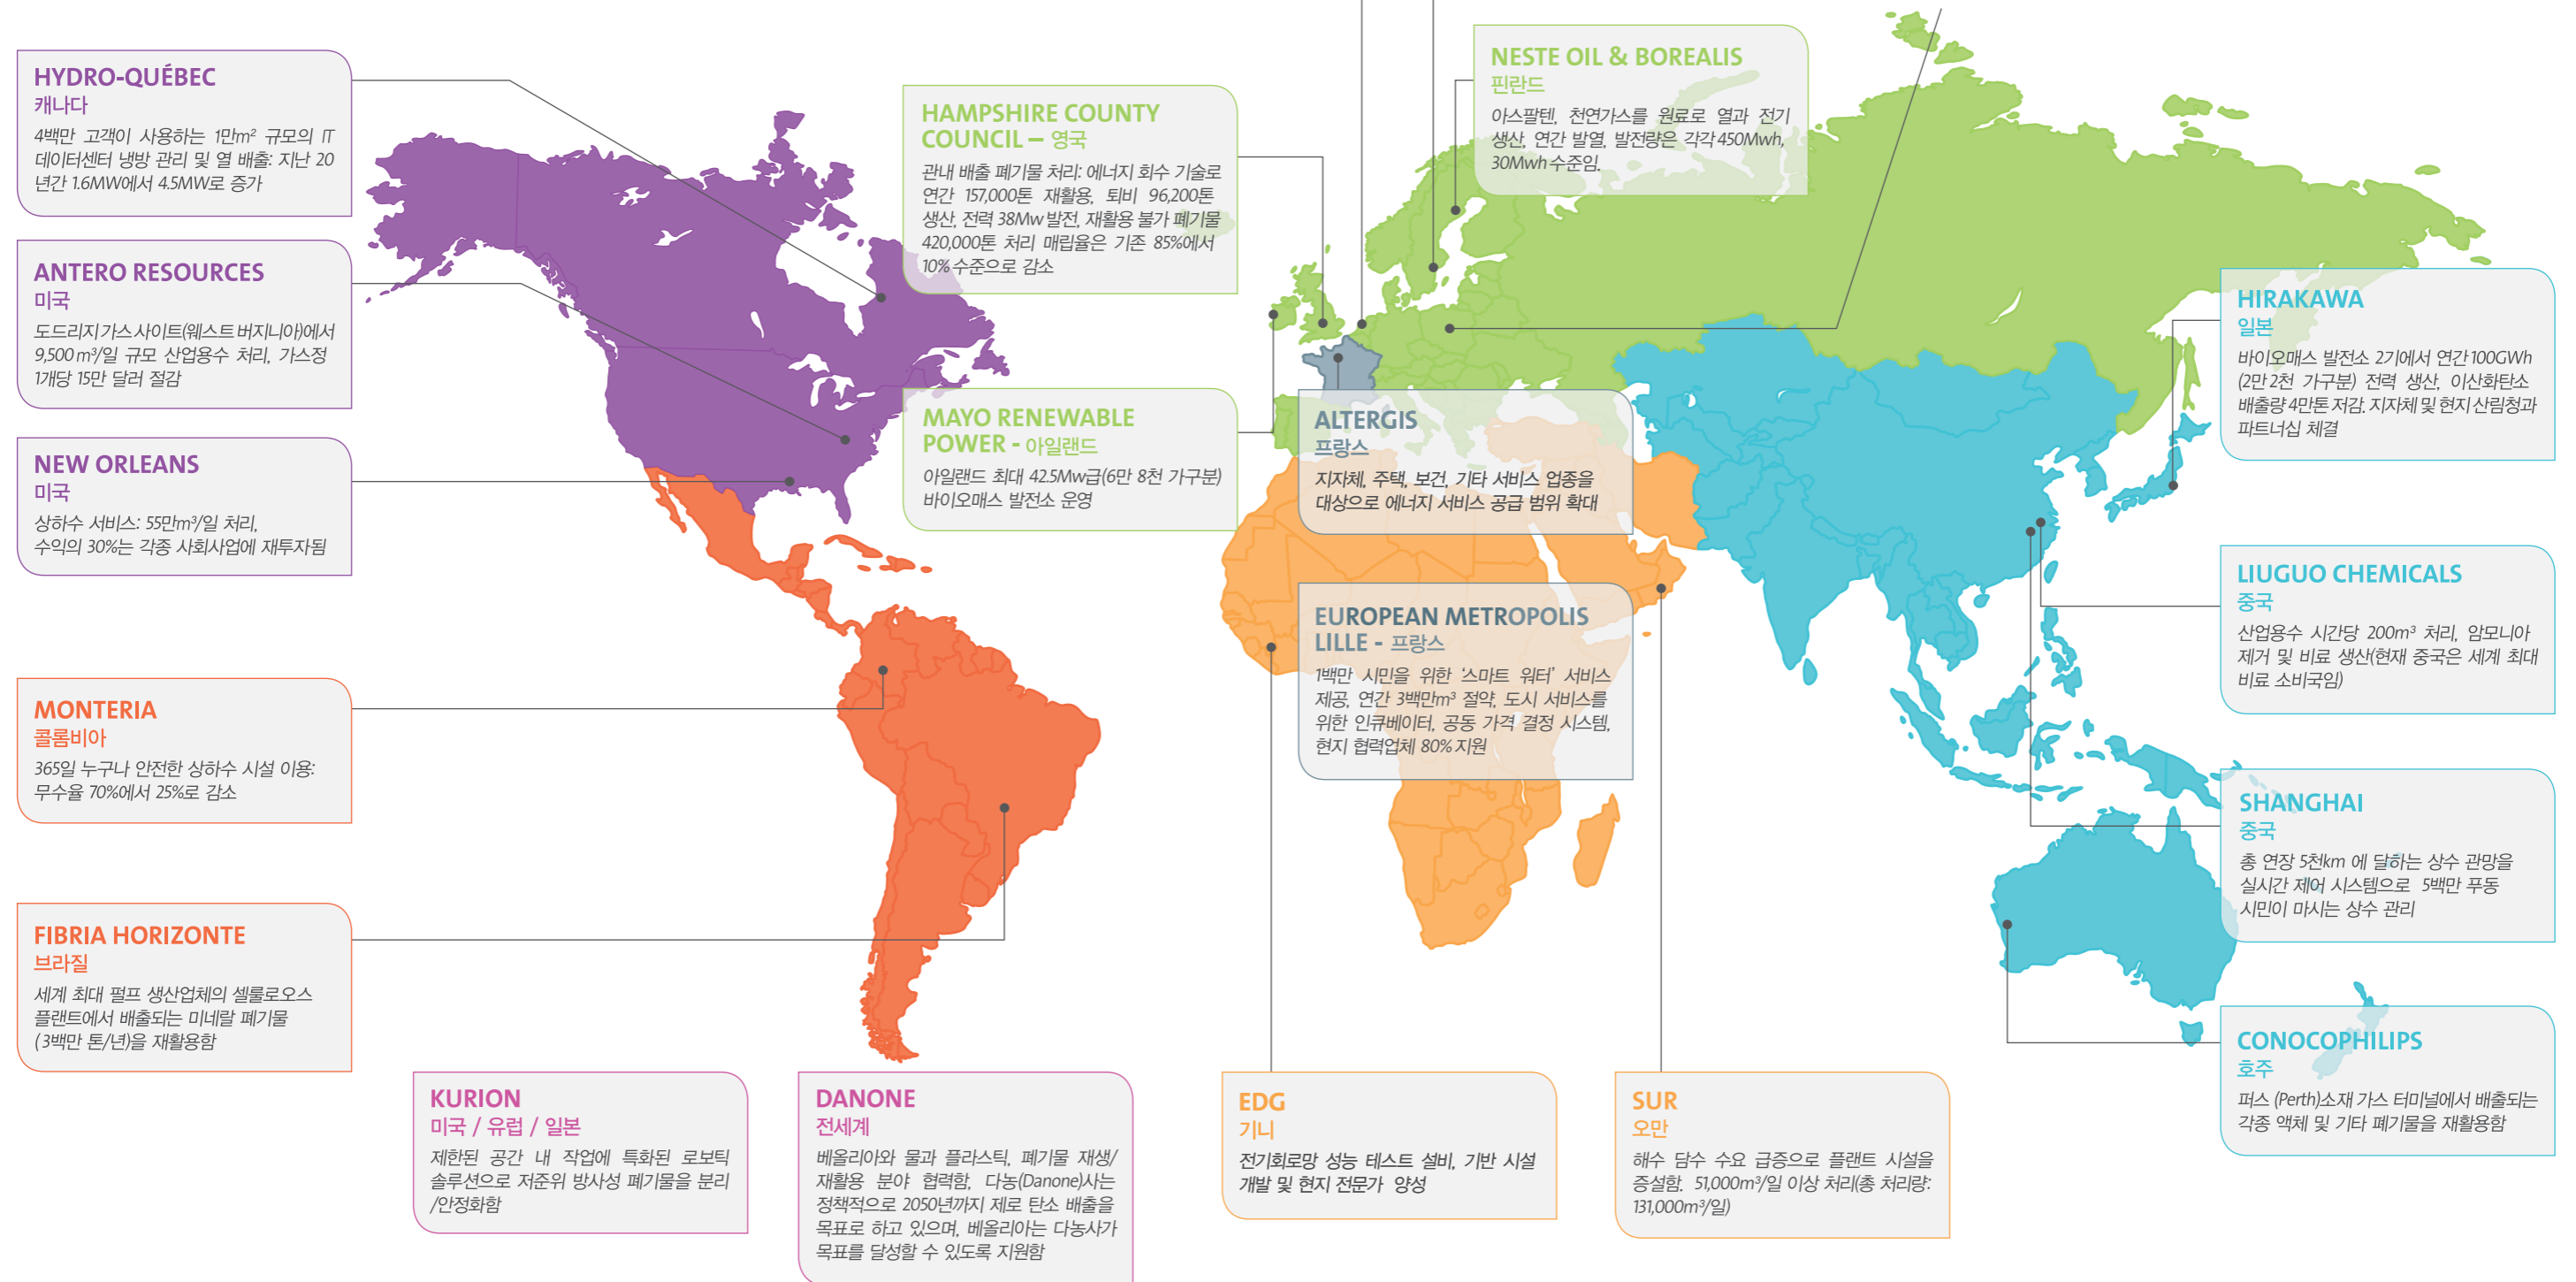 HYDRO-QUÉBEC
캐나다
4백만 고객이 사용하는 1만m² 규모의 IT
데이터센터 냉방 관리 및 열 배출: 지난 20
년간 1.6MW에서 4.5MW로 증가
ANTERO RESOURCES
미국
도드리지 가스 사이트(웨스트 버지니아)에서
9,500 m³/일 규모 산업용수 처리, 가스정
1개당 15만 달러 절감
NEW ORLEANS
미국
상하수 서비스: 55만m³/일 처리,
수익의 30%는 각종 사회사업에 재투자됨
MONTERIA
콜롬비아
365일 누구나 안전한 상하수 시설 이용:
무수율 70%에서 25%로 감소
FIBRIA HORIZONTE
브라질
세계 최대 펄프 생산업체의 셀룰로오스
플랜트에서 배출되는 미네랄 폐기물
(3백만 톤/년)을 재활용함
HAMPSHIRE COUNTY
COUNCIL – 영국
관내 배출 폐기물 처리: 에너지 회수 기술로
연간 157,000톤 재활용, 퇴비 96,200톤
생산, 전력 38Mw 발전, 재활용 불가 폐기물
420,000톤 처리 매립율은 기존 85%에서
10% 수준으로 감소
MAYO RENEWABLE
POWER - 아일랜드
아일랜드 최대 42.5Mw급(6만 8천 가구분)
바이오매스 발전소 운영
NESTE OIL & BOREALIS
핀란드
아스팔텐, 천연가스를 원료로 열과 전기
생산, 연간 발열, 발전량은 각각 450Mwh,
30Mwh 수준임.
ALTERGIS
프랑스
지자체, 주택, 보건, 기타 서비스 업종을
대상으로 에너지 서비스 공급 범위 확대
EUROPEAN METROPOLIS
LILLE - 프랑스
1백만 시민을 위한 ‘스마트 워터’ 서비스
제공, 연간 3백만m³ 절약, 도시 서비스를
위한 인큐베이터, 공동 가격 결정 시스템,
현지 협력업체 80% 지원
HIRAKAWA
일본
바이오매스 발전소 2기에서 연간 100GWh
(2만 2천 가구분) 전력 생산, 이산화탄소
배출량 4만톤 저감. 지자체 및 현지 산림청과
파트너십 체결
LIUGUO CHEMICALS
중국
산업용수 시간당 200m³ 처리, 암모니아
제거 및 비료 생산(현재 중국은 세계 최대
비료 소비국임)
SHANGHAI
중국
총 연장 5천km 에 달하는 상수 관망을
실시간 제어 시스템으로 5백만 푸동
시민이 마시는 상수 관리
CONOCOPHILIPS
호주
퍼스 (Perth)소재 가스 터미널에서 배출되는
각종 액체 및 기타 폐기물을 재활용함
KURION
미국 / 유럽 / 일본
제한된 공간 내 작업에 특화된 로보틱
솔루션으로 저준위 방사성 폐기물을 분리
/안정화함
DANONE
전세계
베올리아와 물과 플라스틱, 폐기물 재생/
재활용 분야 협력함, 다농(Danone)사는
정책적으로 2050년까지 제로 탄소 배출을
목표로 하고 있으며, 베올리아는 다농사가
목표를 달성할 수 있도록 지원함
EDG
기니
전기회로망 성능 테스트 설비, 기반 시설
개발 및 현지 전문가 양성
SUR
오만
해수 담수 수요 급증으로 플랜트 시설을
증설함. 51,000m³/일 이상 처리(총 처리량:
131,000m³/일)